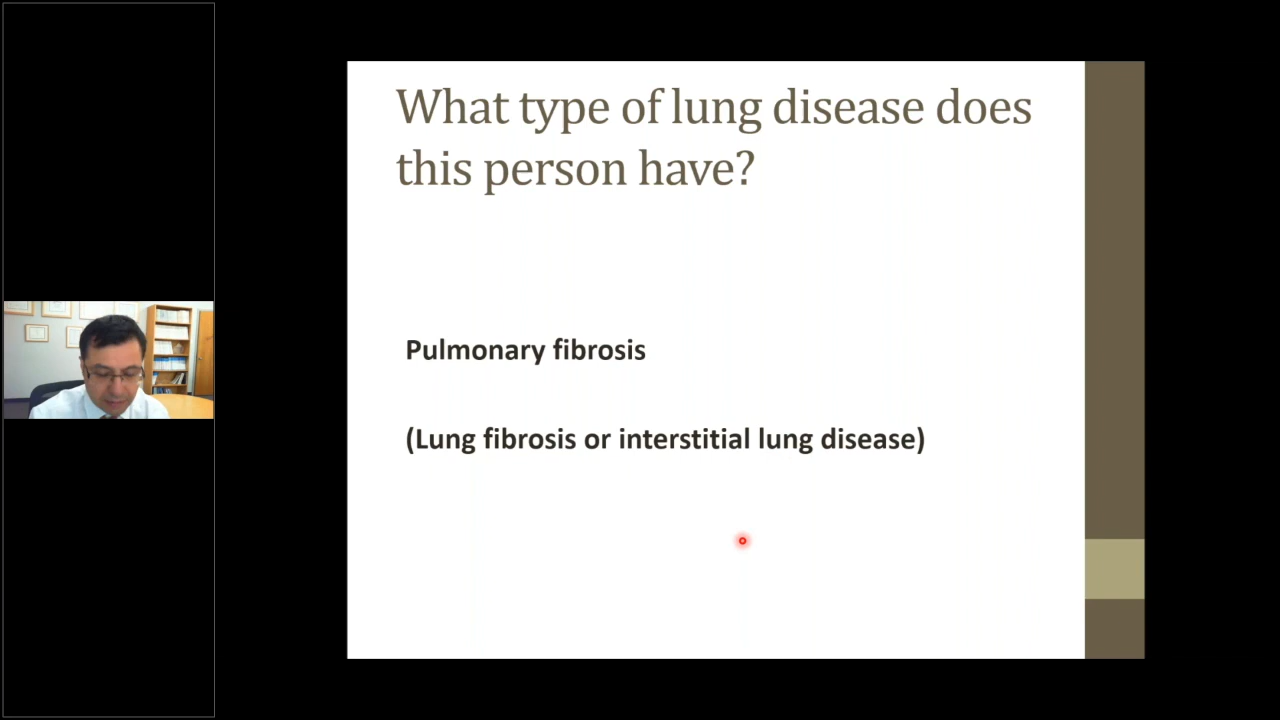 What type of lung disease does
this person have?
Pulmonary fibrosis
(Lung fibrosis or interstitial lung disease)